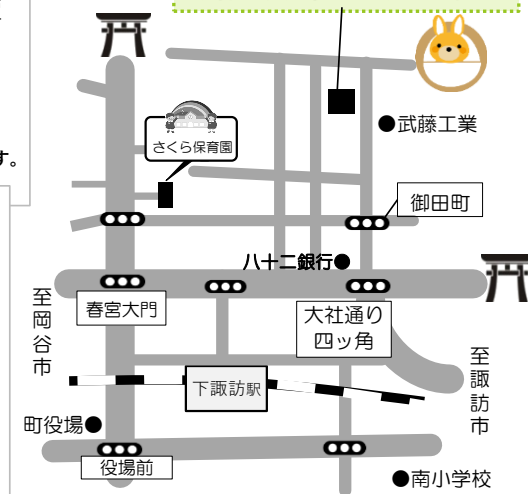 す。
さくら保育園
●武藤工業
御田町
八十二銀行●
春宮大門
大社通り
四ッ角
至岡谷市
至諏訪市
下諏訪駅
町役場●
役場前
●南小学校